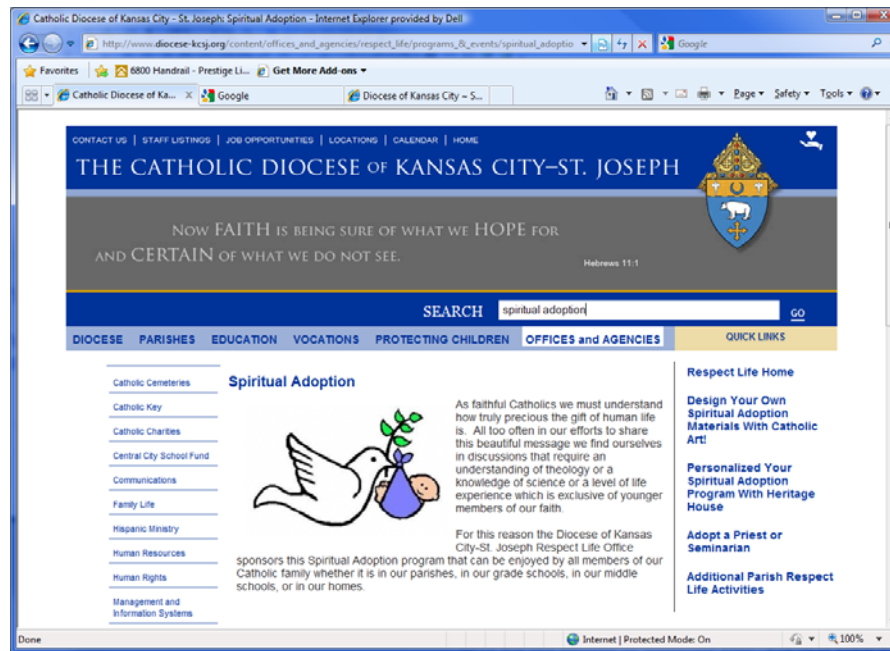 Catholic Diocese of Kansas City - St. Joseph: Spiritual Adoption - Internet Explorer provided by Dell
http://www.diocese-kcsj.org/content/offices_and_agencies/respect_life/programs_&_events/spiritual_adoptio
Google
Favorites
6800 Handrail - Prestige Li...
Get More Add-ons
Catholic Diocese of Ka...
Google
Diocese of Kansas City – S...
Page
Safety
Tools
CONTACT US | STAFF LISTINGS | JOB OPPORTUNITIES | LOCATIONS | CALENDAR | HOME
THE CATHOLIC DIOCESE OF KANSAS CITY–ST. JOSEPH
NOW FAITH IS BEING SURE OF WHAT WE HOPE FOR
AND CERTAIN OF WHAT WE DO NOT SEE.
Hebrews 11:1
SEARCH spiritual adoption GO
DIOCESE PARISHES EDUCATION VOCATIONS PROTECTING CHILDREN OFFICES and AGENCIES QUICK LINKS
Catholic Cemeteries
Catholic Key
Catholic Charities
Central City School Fund
Communications
Family Life
Hispanic Ministry
Human Resources
Human Rights
Management and
Information Systems
Spiritual Adoption
As faithful Catholics we must understand
how truly precious the gift of human life
is. All too often in our efforts to share
this beautiful message we find ourselves
in discussions that require an
understanding of theology or a
knowledge of science or a level of life
experience which is exclusive of younger
members of our faith.
For this reason the Diocese of Kansas
City-St. Joseph Respect Life Office
sponsors this Spiritual Adoption program that can be enjoyed by all members of our
Catholic family whether it is in our parishes, in our grade schools, in our middle
schools, or in our homes.
Respect Life Home
Design Your Own
Spiritual Adoption
Materials With Catholic
Art!
Personalized Your
Spiritual Adoption
Program With Heritage
House
Adopt a Priest or
Seminarian
Additional Parish Respect
Life Activities
Done
Internet | Protected Mode: On
100%